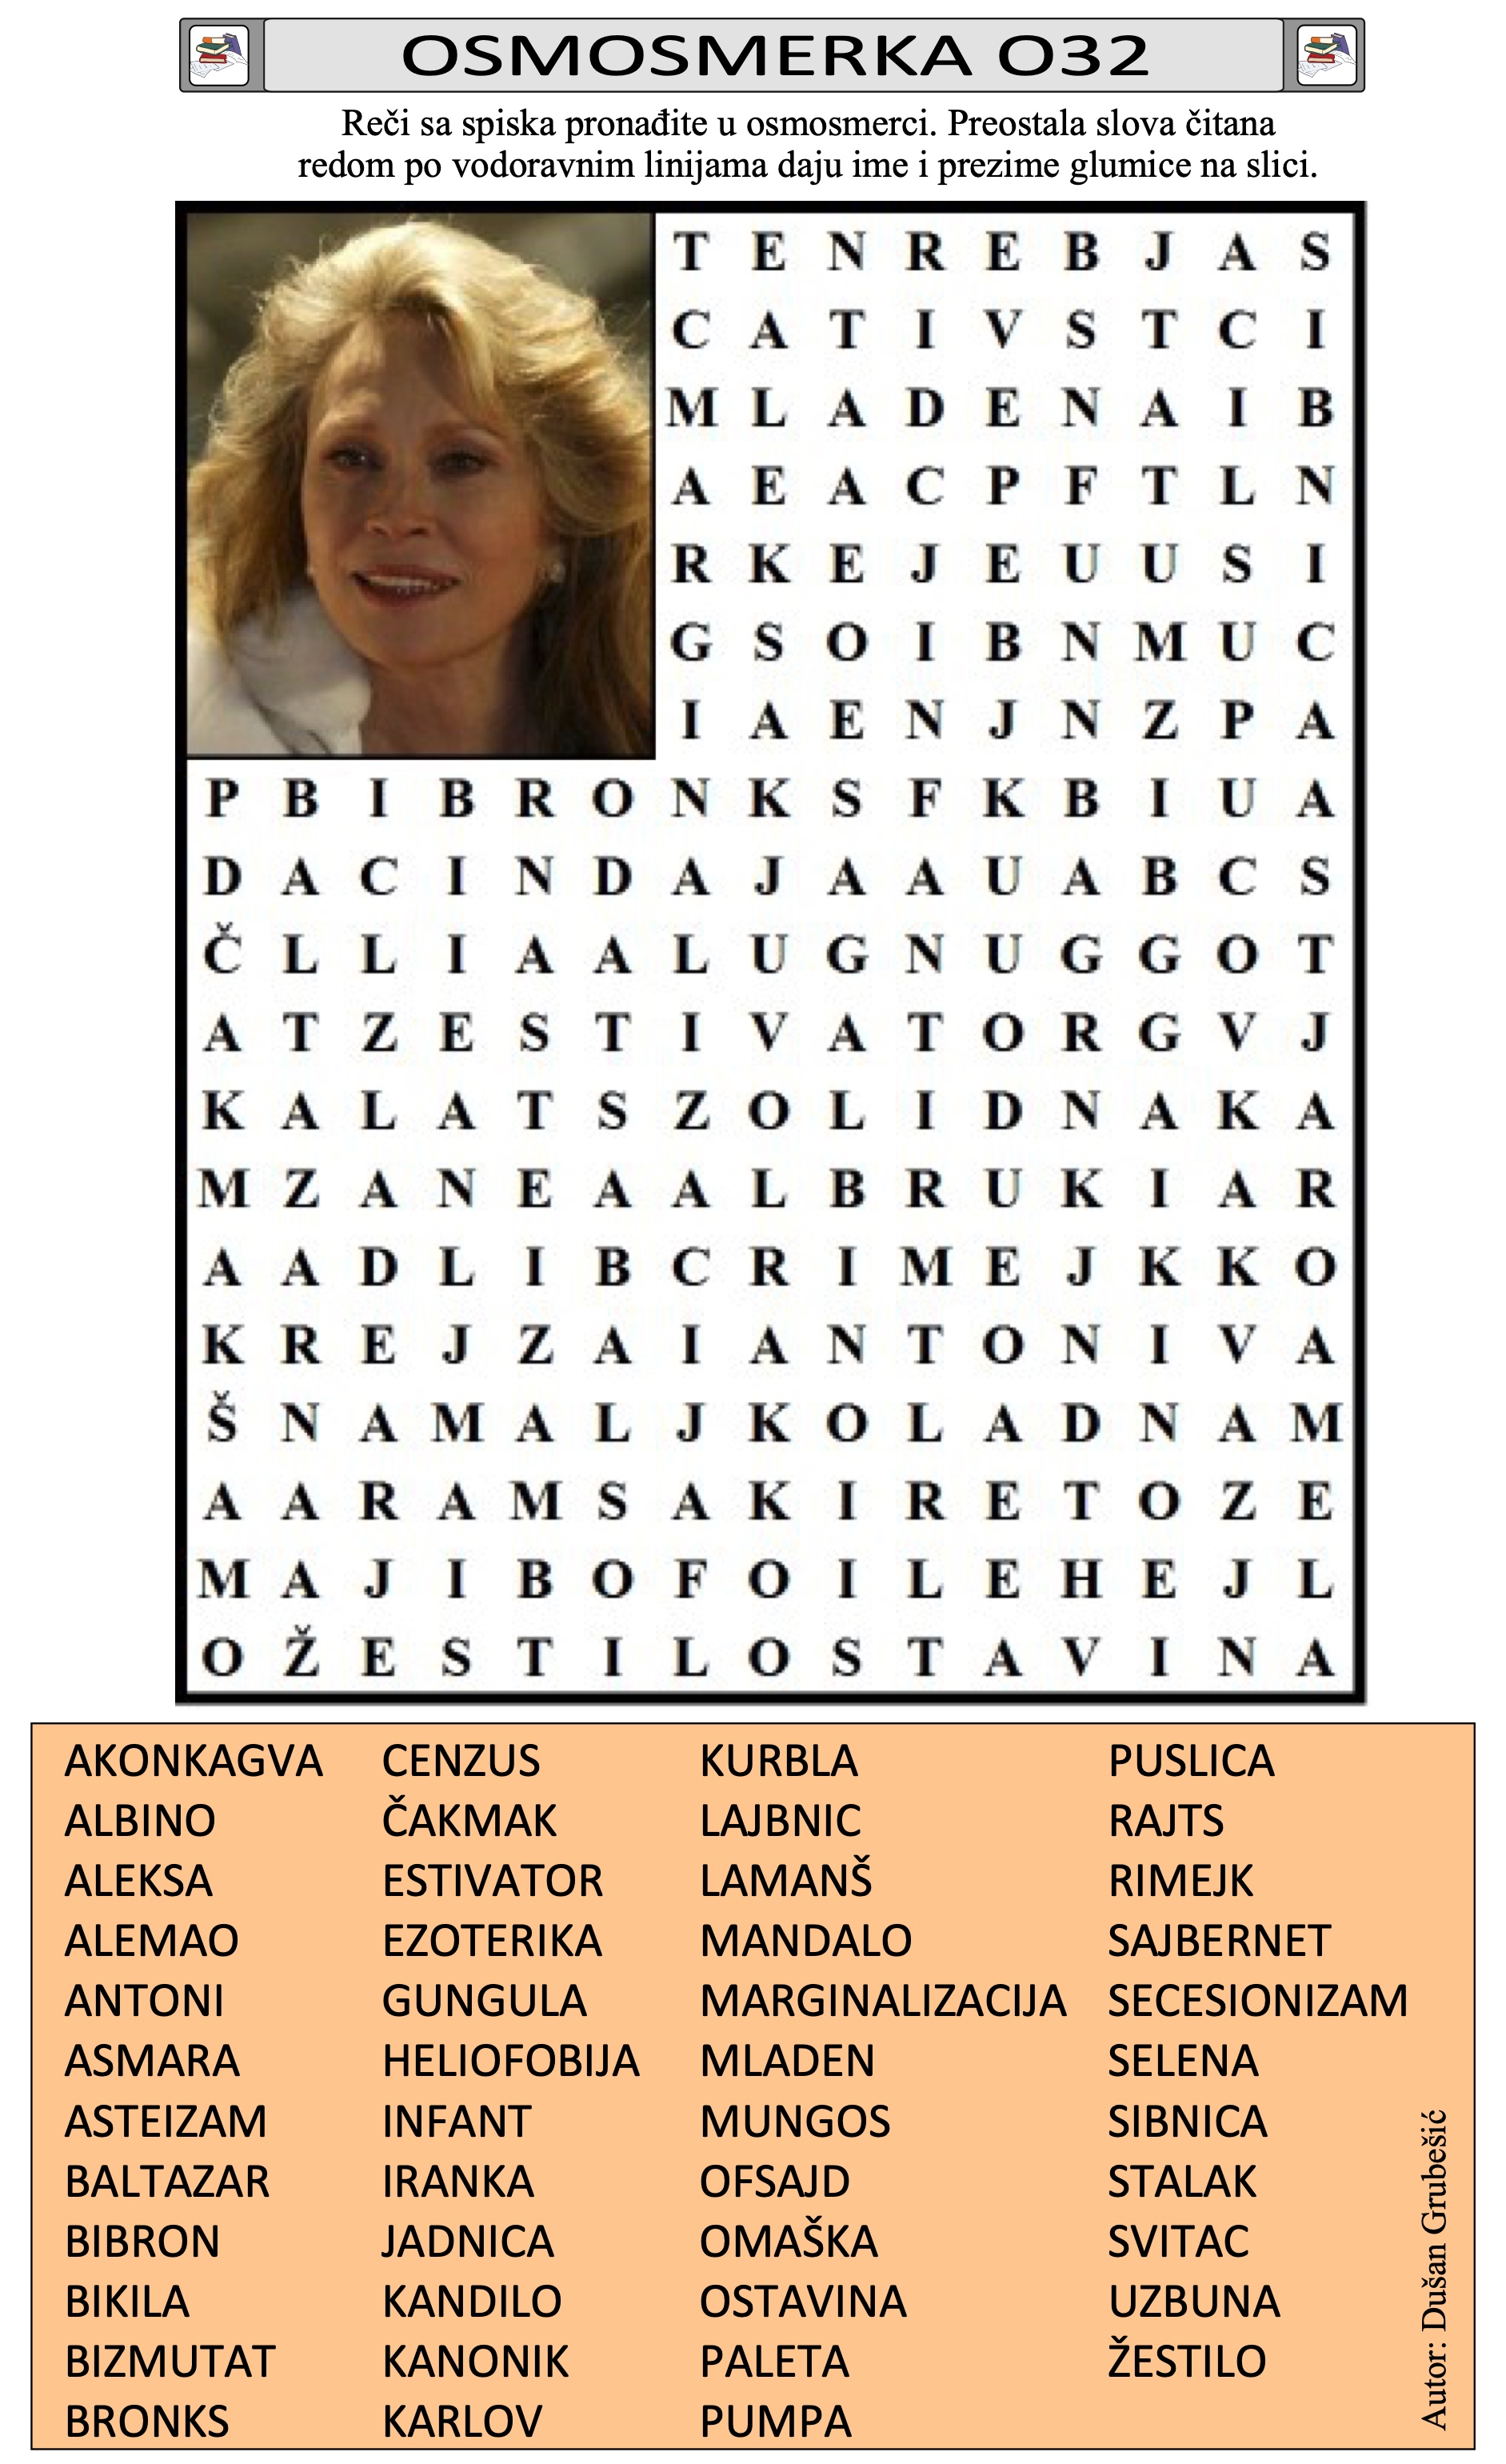 OSMOSMERKA O32
Reči sa spiska pronađite u osmosmerci. Preostala slova čitana
redom po vodoravnim linijama daju ime i prezime glumice na slici.
T E N R E B J A S
C A T I V S T C I
M L A D E N A I B
A E A C P F T L N
R K E J E U U S I
G S O I B N M U C
I A E N J N Z P A
P B I B R O N K S F K B I U A
D A C I N D A J A A U A B C S
Č L L I A A L U G N U G G O T
A T Z E S T I V A T O R G V J
K A L A T S Z O L I D N A K A
M Z A N E A A L B R U K I A R
A A D L I B C R I M E J K K O
K R E J Z A I A N T O N I V A
Š N A M A L J K O L A D N A M
A A R A M S A K I R E T O Z E
M A J I B O F O I L E H E J L
O Ž E S T I L O S T A V I N A
AKONKAGVA CENZUS KURBLA PUSLICA
ALBINO ČAKMAK LAJBNIC RAJTS
ALEKSA ESTIVATOR LAMANŠ RIMEJK
ALEMAO EZOTERIKA MANDALO SAJBERNET
ANTONI GUNGULA MARGINALIZACIJA SECESIONIZAM
ASMARA HELIOFOBIJA MLADEN SELENA
ASTEIZAM INFANT MUNGOS SIBNICA
BALTAZAR IRANKA OFSAJD STALAK
BIBRON JADNICA OMAŠKA SVITAC
BIKILA KANDILO OSTAVINA UZBUNA
BIZMUTAT KANONIK PALETA ŽESTILO
BRONKS KARLOV PUMPA
Autor: Dušan Grubešić